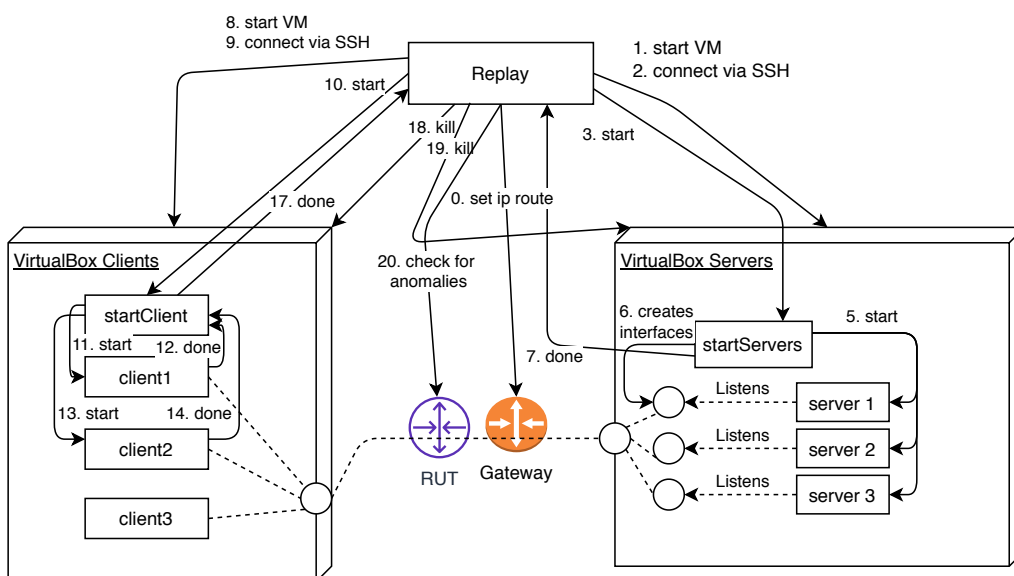 8. start VM
9. connect via SSH
1. start VM
2. connect via SSH
Replay
10. start
18. kill
19. kill
3. start
17. done
0. set ip route
VirtualBox Clients
20. check for
anomalies
VirtualBox Servers
startClient
6. creates
interfaces
5. start
startServers
11. start
12. done
7. done
client1
Listens
server 1
13. start
14. done
client2
Listens
server 2
RUT
Gateway
Listens
server 3
client3